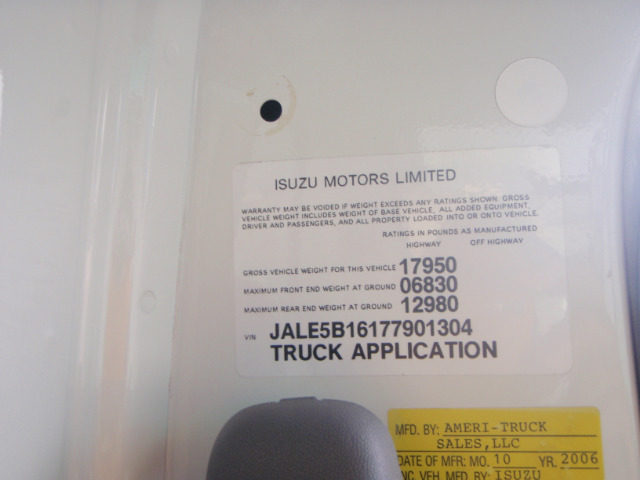 ISUZU MOTORS LIMITED
WARRANTY MAY BE VOIDED IF WEIGHT EXCEEDS ANY RATINGS SHOWN. GROSS
VEHICLE WEIGHT INCLUDES WEIGHT OF BASE VEHICLE, ALL ADDED EQUIPMENT,
DRIVER AND PASSENGERS, AND ALL PROPERTY LOADED INTO OR ONTO VEHICLE.
RATINGS IN POUNDS AS MANUFACTURED
HIGHWAY OFF HIGHWAY
GROSS VEHICLE WEIGHT FOR THIS VEHICLE 17950
MAXIMUM FRONT END WEIGHT AT GROUND 06830
MAXIMUM REAR END WEIGHT AT GROUND 12980
VIN JALE5B16177901304
TRUCK APPLICATION
MFD. BY: AMERI-TRUCK
SALES, LLC
DATE OF MFR: MO. 10 YR. 2006
INC. VEH. MFD. BY: ISUZU